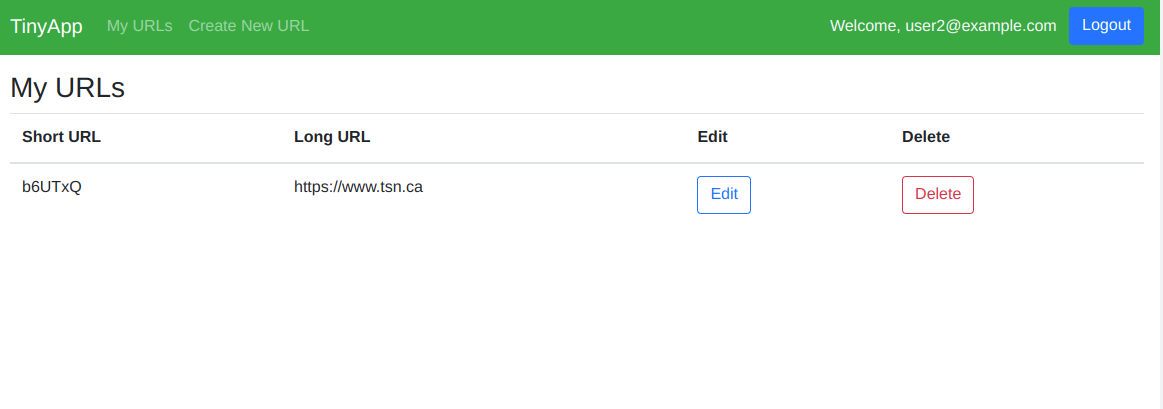 TinyApp My URLs Create New URL Welcome, user2@example.com Logout
My URLs
Short URL Long URL Edit Delete
b6UTxQ https://www.tsn.ca Edit Delete